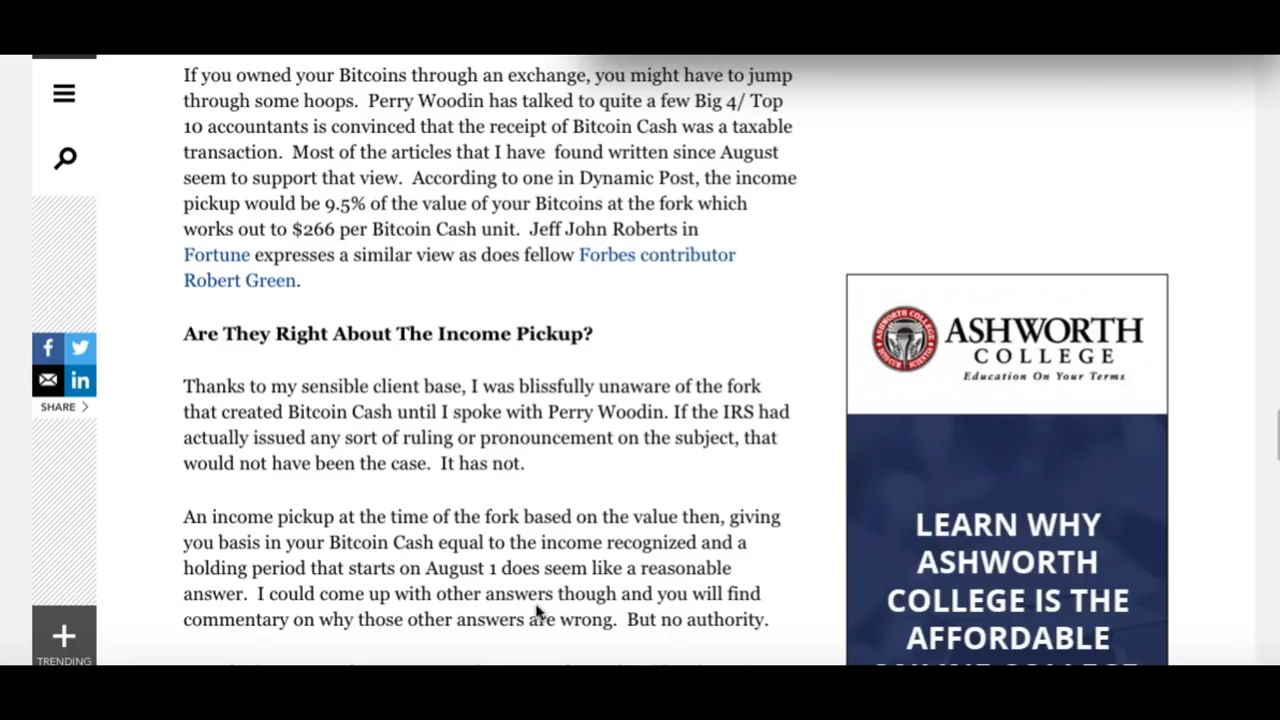 If you owned your Bitcoins through an exchange, you might have to jump
through some hoops.  Perry Woodin has talked to quite a few Big 4/ Top
10 accountants is convinced that the receipt of Bitcoin Cash was a taxable
transaction.  Most of the articles that I have  found written since August
seem to support that view.  According to one in Dynamic Post, the income
pickup would be 9.5% of the value of your Bitcoins at the fork which
works out to $266 per Bitcoin Cash unit.  Jeff John Roberts in
Fortune expresses a similar view as does fellow Forbes contributor
Robert Green.
Are They Right About The Income Pickup?
Thanks to my sensible client base, I was blissfully unaware of the fork
that created Bitcoin Cash until I spoke with Perry Woodin. If the IRS had
actually issued any sort of ruling or pronouncement on the subject, that
would not have been the case.  It has not.
An income pickup at the time of the fork based on the value then, giving
you basis in your Bitcoin Cash equal to the income recognized and a
holding period that starts on August 1 does seem like a reasonable
answer.  I could come up with other answers though and you will find
commentary on why those other answers are wrong.  But no authority.
SHARE
TRENDING
ASHWORTH
COLLEGE
Education On Your Terms
LEARN WHY
ASHWORTH
COLLEGE IS THE
AFFORDABLE
ONLINE COLLEGE